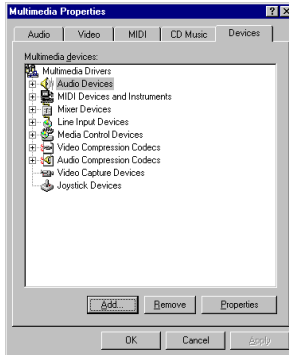 Multimedia Properties
Audio Video MIDI CD Music Devices
Multimedia devices:
Multimedia Drivers
Audio Devices
MIDI Devices and Instruments
Mixer Devices
Line Input Devices
Media Control Devices
Video Compression Codecs
Audio Compression Codecs
Video Capture Devices
Joystick Devices
Add... Remove Properties
OK Cancel Apply